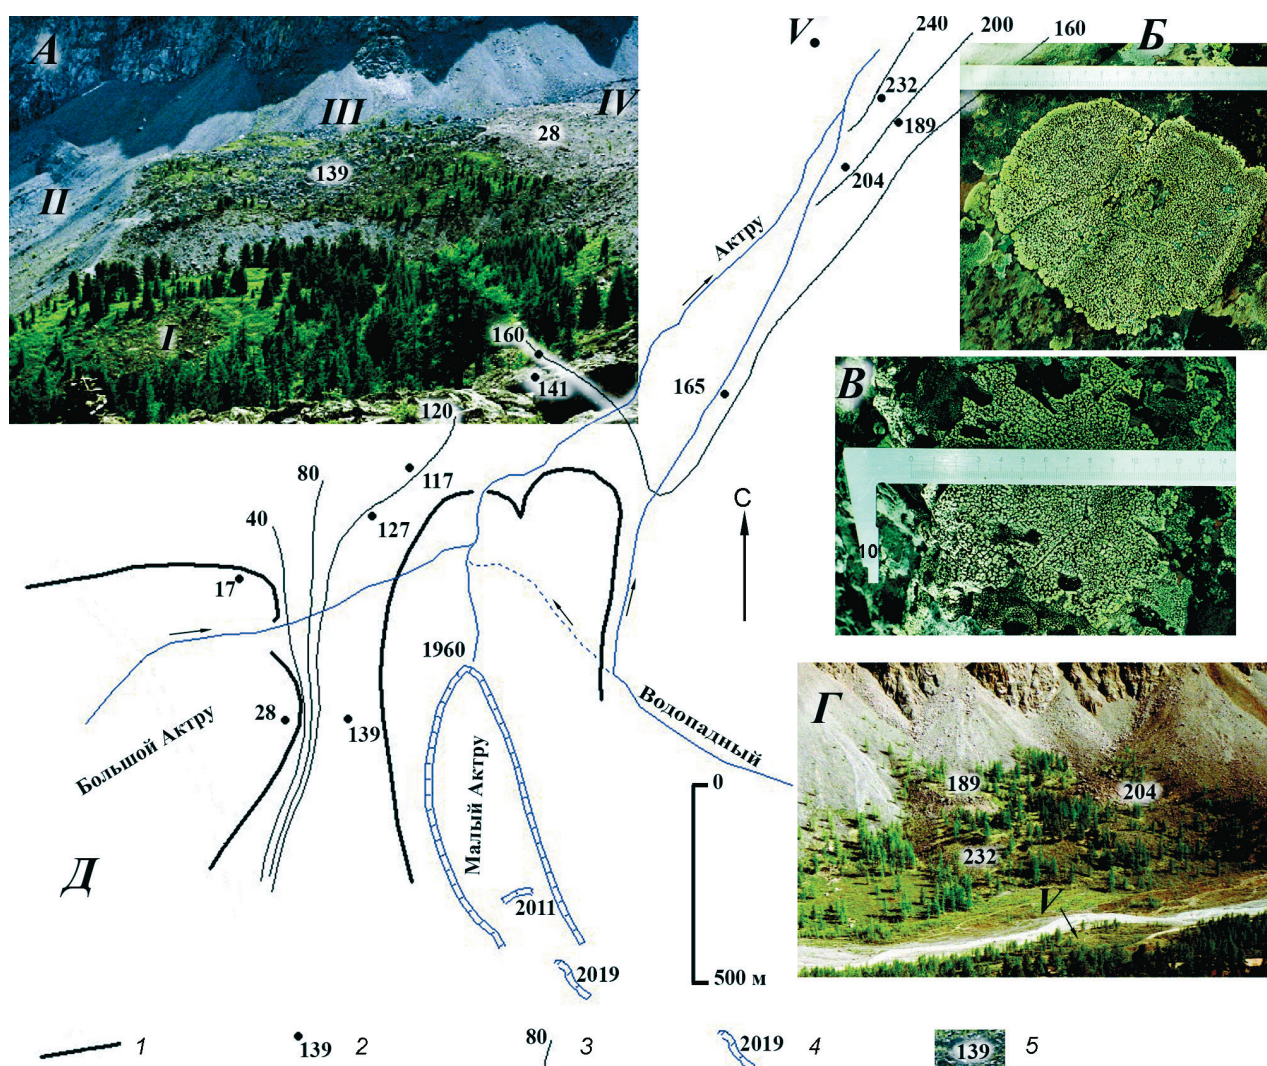 А
III
IV
28
139
II
I
160
141
120
V
240
200
160
232
189
204
Б
Актру
165
В
10
80
40
117
127
17
С
1960
28
139
Большой Актру
Малый Актру
Водопадный
2011
2019
0
500 м
Д
Г
189
204
232
V
1
139
2
80
3
2019
4
139
5